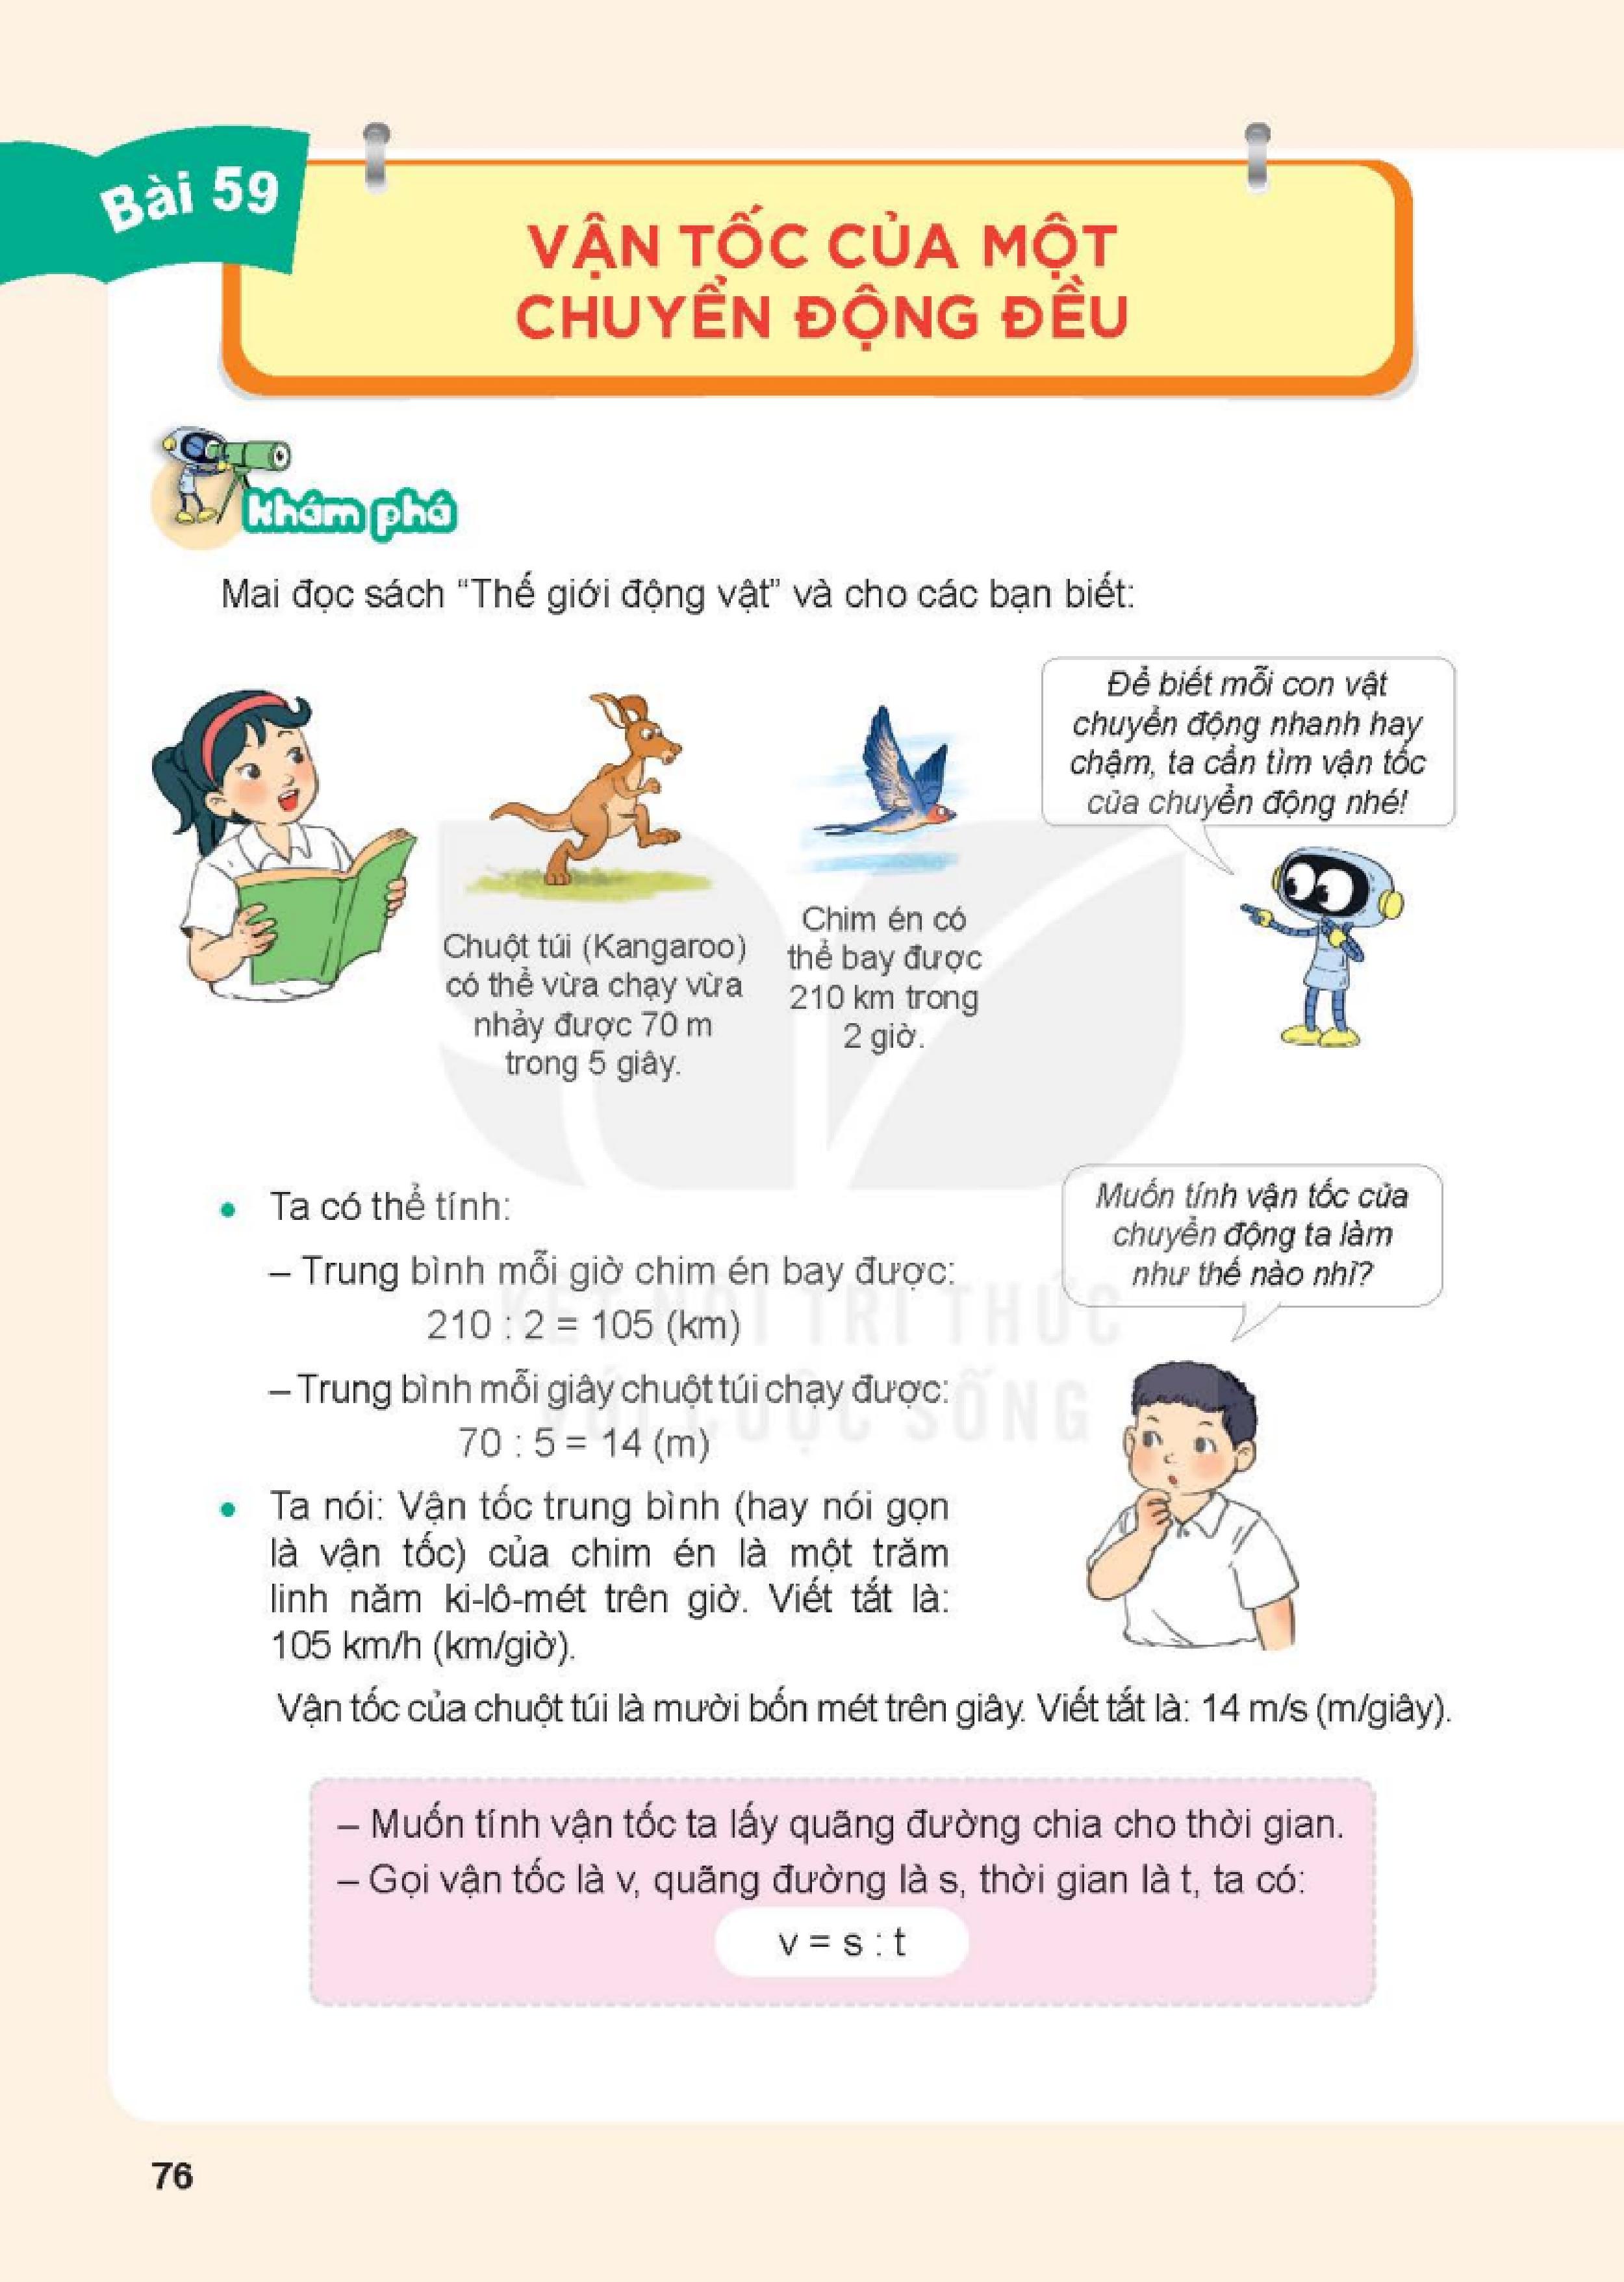 Bài 59
VẬN TỐC CỦA MỘT
CHUYỂN ĐỘNG ĐỀU
Khám phá
Mai đọc sách “Thế giới động vật” và cho các bạn biết:
Để biết mỗi con vật
chuyển động nhanh hay
chậm, ta cần tìm vận tốc
của chuyển động nhé!
Chuột túi (Kangaroo)
có thể vừa chạy vừa
nhảy được 70 m
trong 5 giây.
Chim én có
thể bay được
210 km trong
2 giờ.
Muốn tính vận tốc của
chuyển động ta làm
như thế nào nhỉ?
• Ta có thể tính:
– Trung bình mỗi giờ chim én bay được:
210 : 2 = 105 (km)
– Trung bình mỗi giây chuột túi chạy được:
70 : 5 = 14 (m)
• Ta nói: Vận tốc trung bình (hay nói gọn
là vận tốc) của chim én là một trăm
linh năm ki-lô-mét trên giờ. Viết tắt là:
105 km/h (km/giờ).
Vận tốc của chuột túi là mười bốn mét trên giây. Viết tắt là: 14 m/s (m/giây).
KẾT NỐI TRI THỨC
VỚI CUỘC SỐNG
– Muốn tính vận tốc ta lấy quãng đường chia cho thời gian.
– Gọi vận tốc là v, quãng đường là s, thời gian là t, ta có:
v = s : t
76